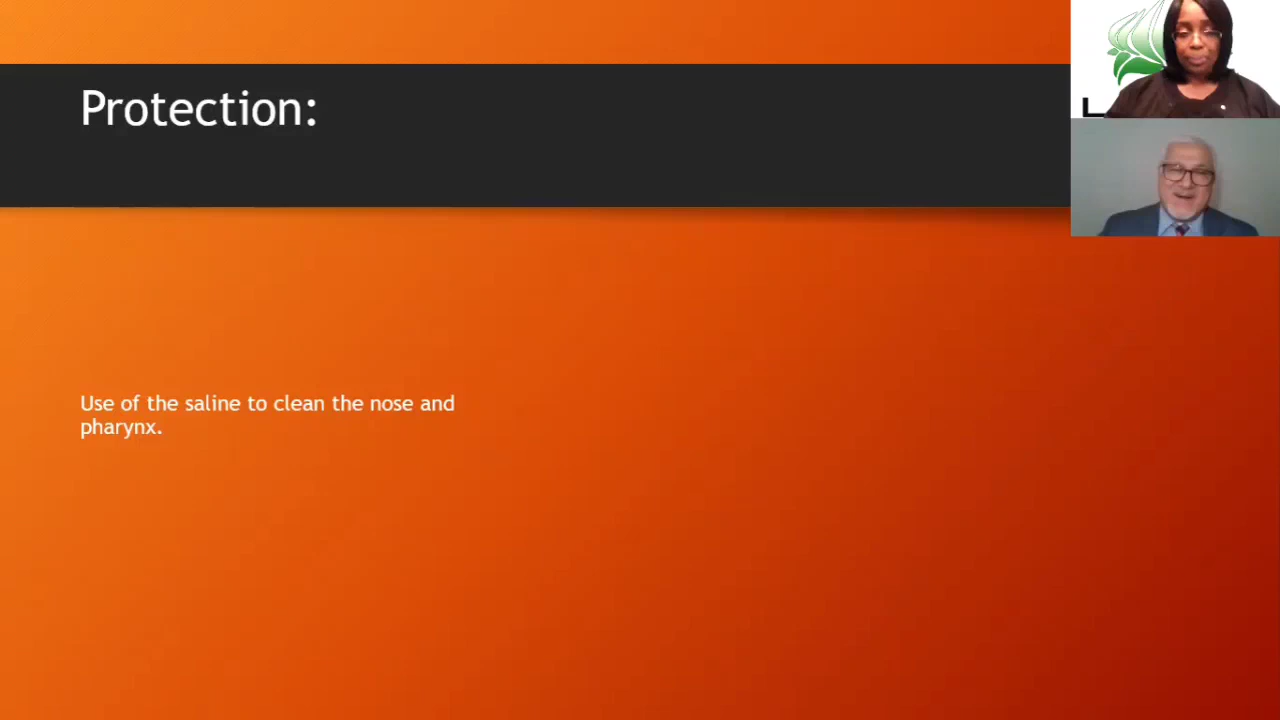 Protection:
Use of the saline to clean the nose and
pharynx.